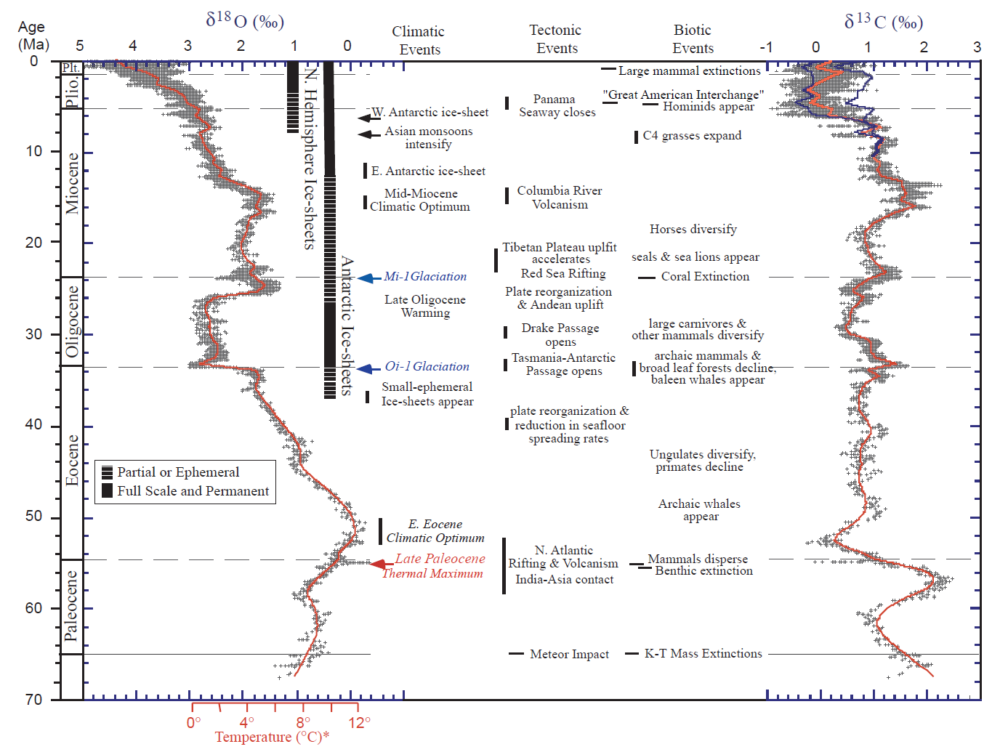 δ18O (‰)
δ13C (‰)
Age
(Ma)
5 4 3 2 1 0
Climatic
Events
Tectonic
Events
Biotic
Events
-1 0 1 2 3
0
10
20
30
40
50
60
70
Plt.
Plio.
Miocene
Oligocene
Eocene
Paleocene
N. Hemisphere Ice-sheets
Antarctic Ice-sheets
Partial or Ephemeral
Full Scale and Permanent
W. Antarctic ice-sheet
Asian monsoons
intensify
E. Antarctic ice-sheet
Mid-Miocene
Climatic Optimum
Mi-1Glaciation
Late Oligocene
Warming
Oi-1 Glaciation
Small-ephemeral
Ice-sheets appear
E. Eocene
Climatic Optimum
Late Paleocene
Thermal Maximum
Panama
Seaway closes
Columbia River
Volcanism
Tibetan Plateau uplfit
accelerates
Red Sea Rifting
Plate reorganization
& Andean uplift
Drake Passage
opens
Tasmania-Antarctic
Passage opens
plate reorganization &
reduction in seafloor
spreading rates
N. Atlantic
Rifting & Volcanism
India-Asia contact
Meteor Impact
Large mammal extinctions
"Great American Interchange"
Hominids appear
C4 grasses expand
Horses diversify
seals & sea lions appear
Coral Extinction
large carnivores &
other mammals diversify
archaic mammals &
broad leaf forests decline,
baleen whales appear
Ungulates diversify,
primates decline
Archaic whales
appear
Mammals disperse
Benthic extinction
K-T Mass Extinctions
0° 4° 8° 12°
Temperature (°C)*